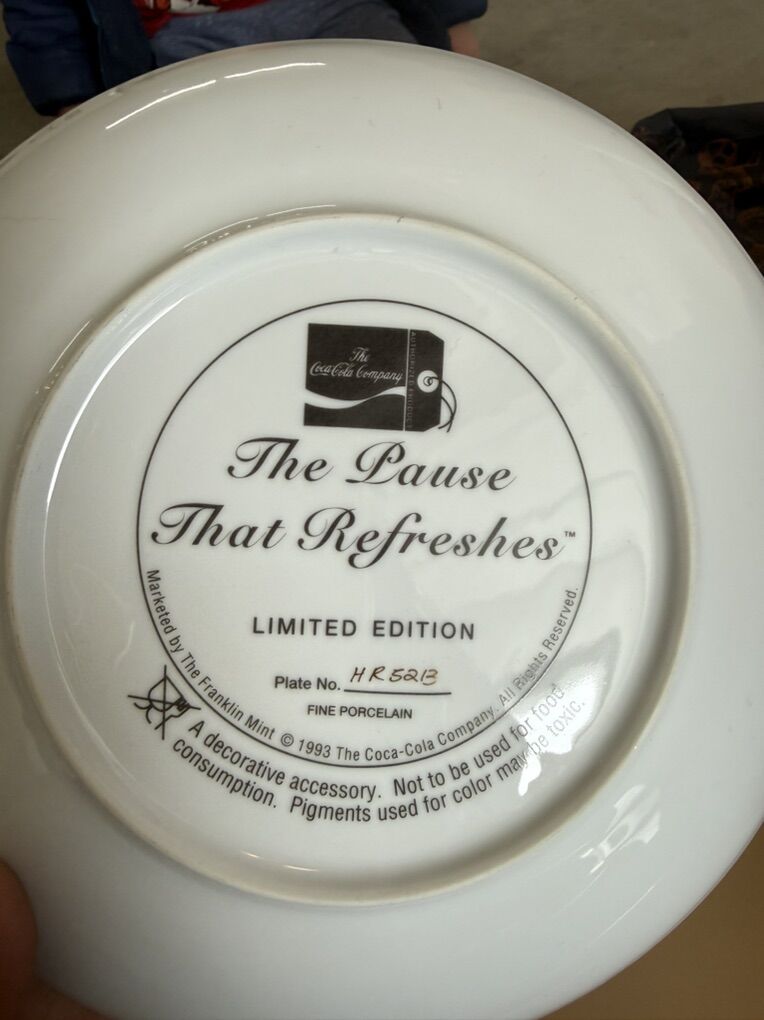 The
Coca-Cola Company
AUTHORIZED PRODUCT
The Pause
That Refreshes™
LIMITED EDITION
Plate No. HR5213
FINE PORCELAIN
Marketed by The Franklin Mint © 1993 The Coca-Cola Company. All Rights Reserved.
A decorative accessory. Not to be used for food
consumption. Pigments used for color may be toxic.